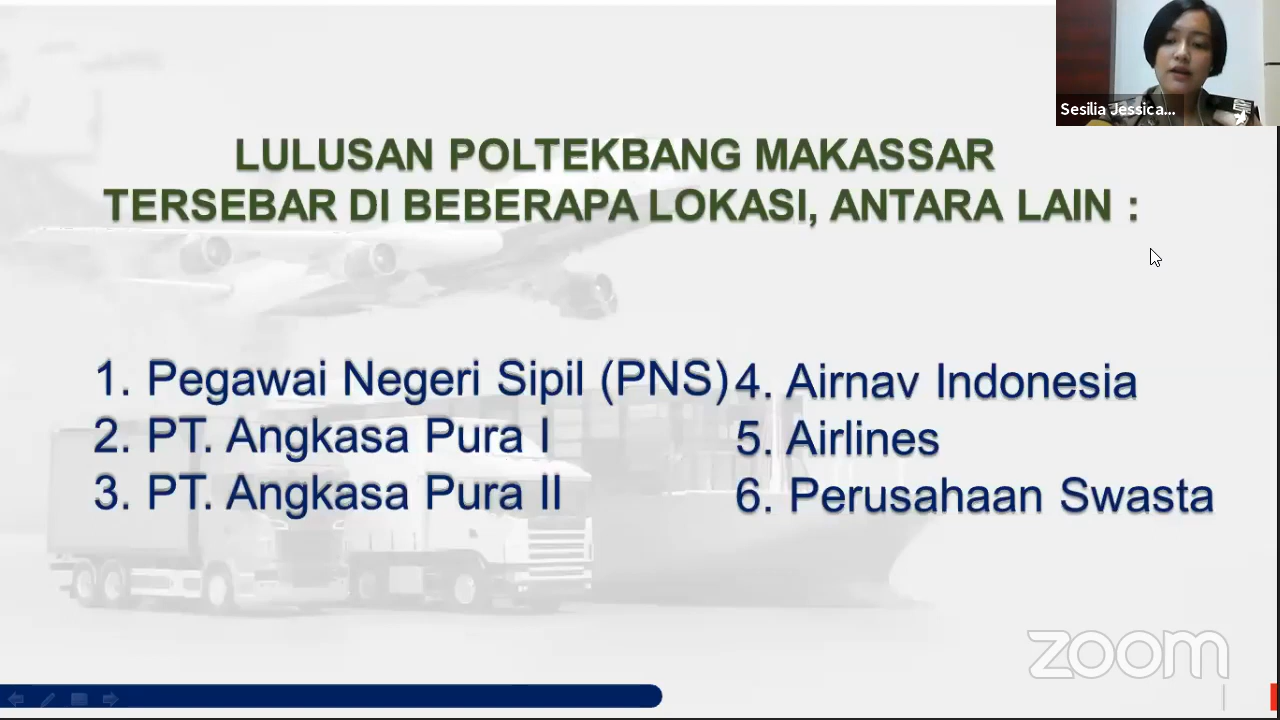 Sesilia Jessica...
LULUSAN POLTEKBANG MAKASSAR
TERSEBAR DI BEBERAPA LOKASI, ANTARA LAIN :
1. Pegawai Negeri Sipil (PNS)
2. PT. Angkasa Pura I
3. PT. Angkasa Pura II
4. Airnav Indonesia
5. Airlines
6. Perusahaan Swasta
zoom